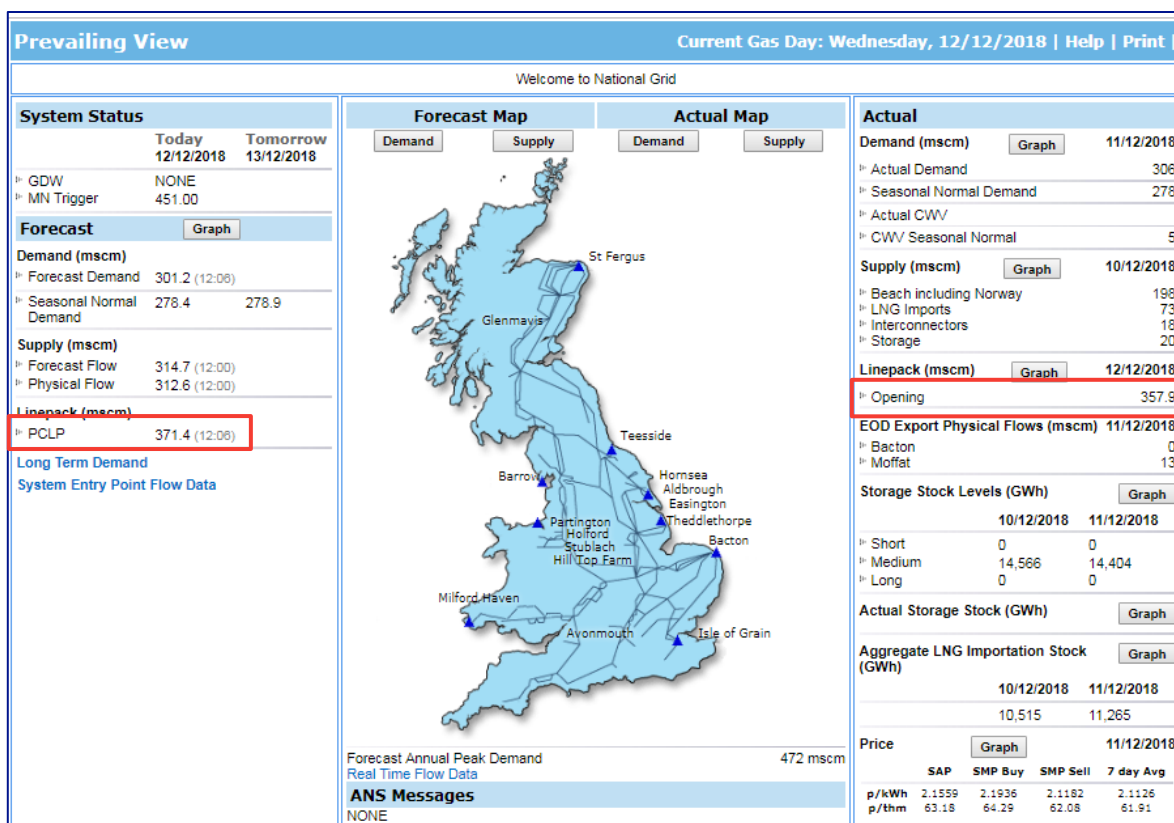 Prevailing View
Current Gas Day: Wednesday, 12/12/2018 | Help | Print |
Welcome to National Grid
System Status
Today Tomorrow
12/12/2018 13/12/2018
GDW NONE
MN Trigger 451.00
Forecast Graph
Demand (mscm)
Forecast Demand 301.2 (12:06)
Seasonal Normal 278.4 278.9
Demand
Supply (mscm)
Forecast Flow 314.7 (12:00)
Physical Flow 312.6 (12:00)
Linepack (mscm)
PCLP 371.4 (12:06)
Long Term Demand
System Entry Point Flow Data
Forecast Map Actual Map
Demand Supply Demand Supply
St Fergus
Glenmavis
Teesside
Barrow
Hornsea
Aldbrough
Easington
Partington
Theddlethorpe
Holford
Stublach
Bacton
Hill Top Farm
Milford Haven
Avonmouth
Isle of Grain
Forecast Annual Peak Demand 472 mscm
Real Time Flow Data
ANS Messages
NONE
Actual
Demand (mscm) Graph 11/12/2018
Actual Demand 306
Seasonal Normal Demand 278
Actual CWV
CWV Seasonal Normal 5
Supply (mscm) Graph 10/12/2018
Beach including Norway 198
LNG Imports 73
Interconnectors 18
Storage 20
Linepack (mscm) Graph 12/12/2018
Opening 357.9
EOD Export Physical Flows (mscm) 11/12/2018
Bacton 0
Moffat 13
Storage Stock Levels (GWh) Graph
10/12/2018 11/12/2018
Short 0 0
Medium 14,566 14,404
Long 0 0
Actual Storage Stock (GWh) Graph
Aggregate LNG Importation Stock Graph
(GWh)
10/12/2018 11/12/2018
10,515 11,265
Price Graph 11/12/2018
SAP SMP Buy SMP Sell 7 day Avg
p/kWh 2.1559 2.1936 2.1182 2.1126
p/thm 63.18 64.29 62.08 61.91